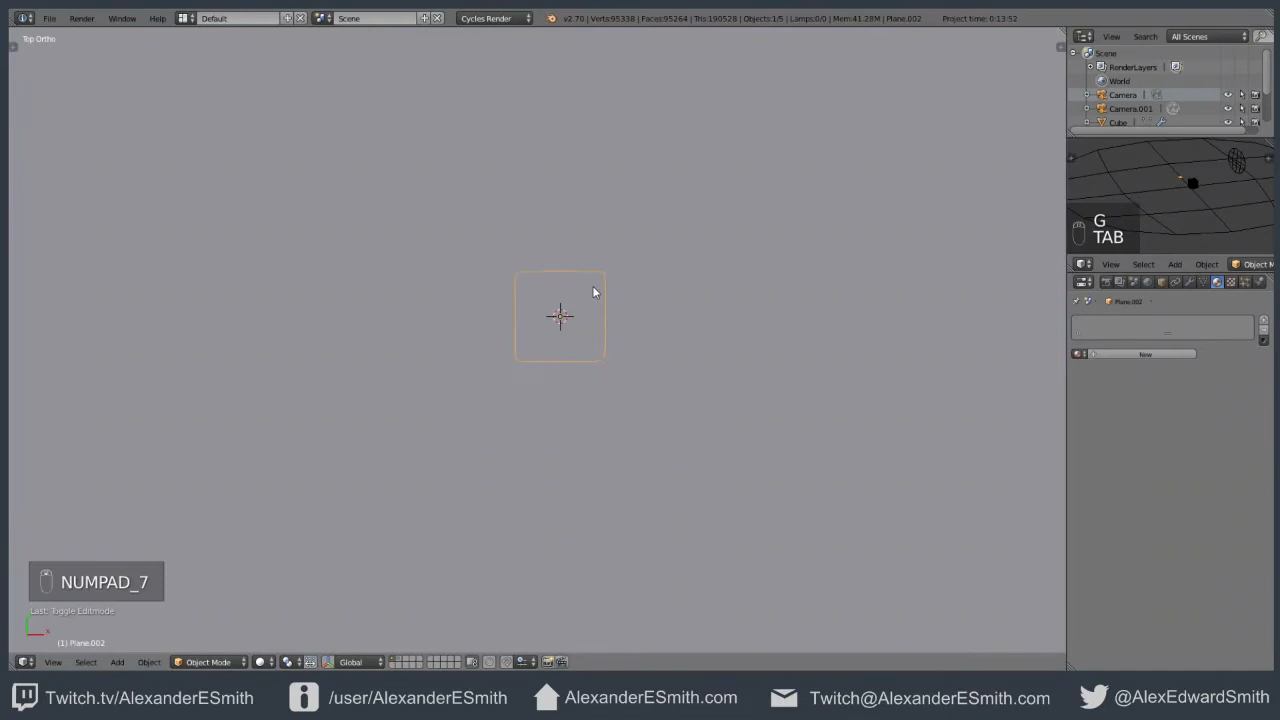 File Render Window Help Default Scene Cycles Render v2.70 | Verts:95338 | Faces:95264 | Tris:190528 | Objects:1/5 | Lamps:0/0 | Mem:41.28M | Plane.002 Project time: 0:13:52
Top Ortho
View Search All Scenes
Scene
RenderLayers
World
Camera
Camera.001
Cube
G
TAB
View Select Add Object Object M
Plane.002
New
NUMPAD_7
Last: Toggle Editmode
x
(1) Plane.002
View Select Add Object Object Mode Global
Twitch.tv/AlexanderESmith /user/AlexanderESmith AlexanderESmith.com Twitch@AlexanderESmith.com @AlexEdwardSmith